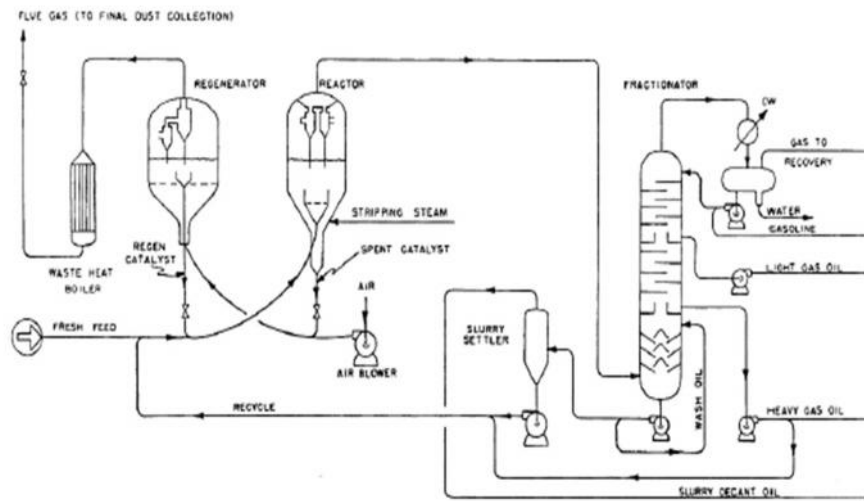 FLVE GAS (TO FINAL DUST COLLECTION)
REGENERATOR
REACTOR
FRACTIONATOR
CW
GAS TO
RECOVERY
WATER
GASOLINE
STRIPPING STEAM
REGEN
CATALYST
SPENT CATALYST
WASTE HEAT
BOILER
LIGHT GAS OIL
AIR
FRESH FEED
SLURRY
SETTLER
AIR BLOWER
WASH OIL
RECYCLE
HEAVY GAS OIL
SLURRY DECANT OIL